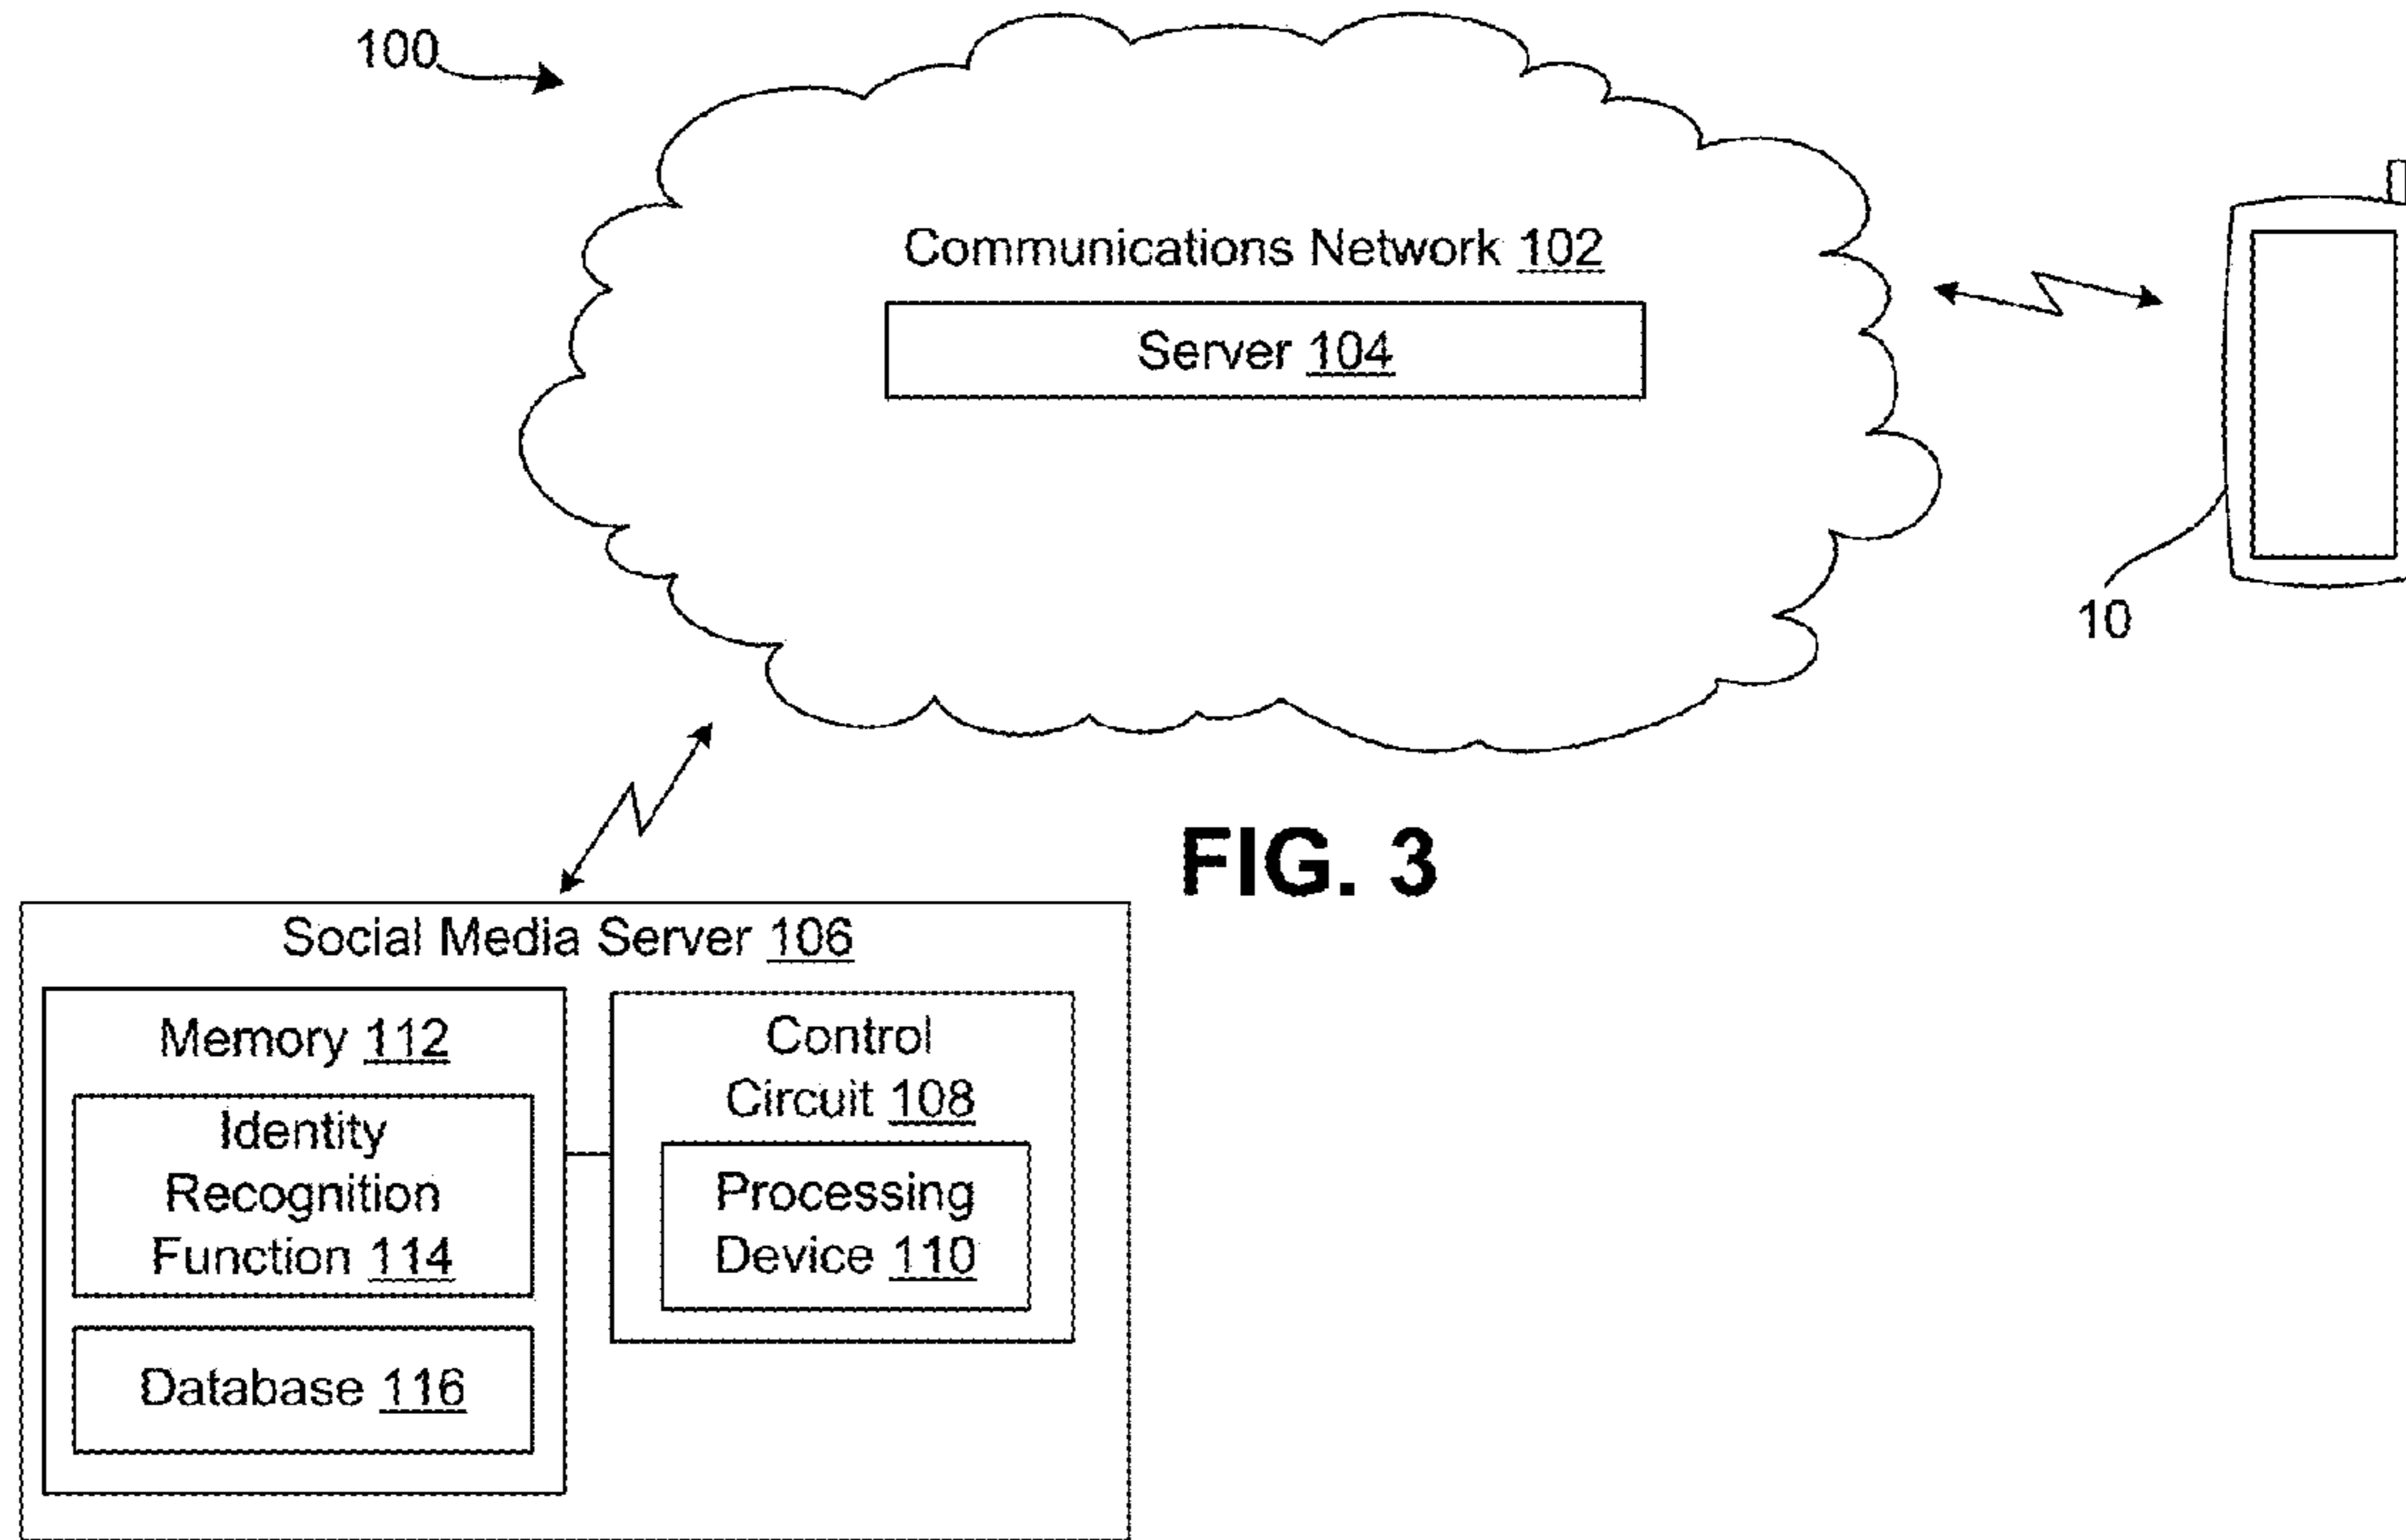 100
Communications Network 102
Server 104
10
FIG. 3
Social Media Server 106
Memory 112
Identity
Recognition
Function 114
Database 116
Control
Circuit 108
Processing
Device 110